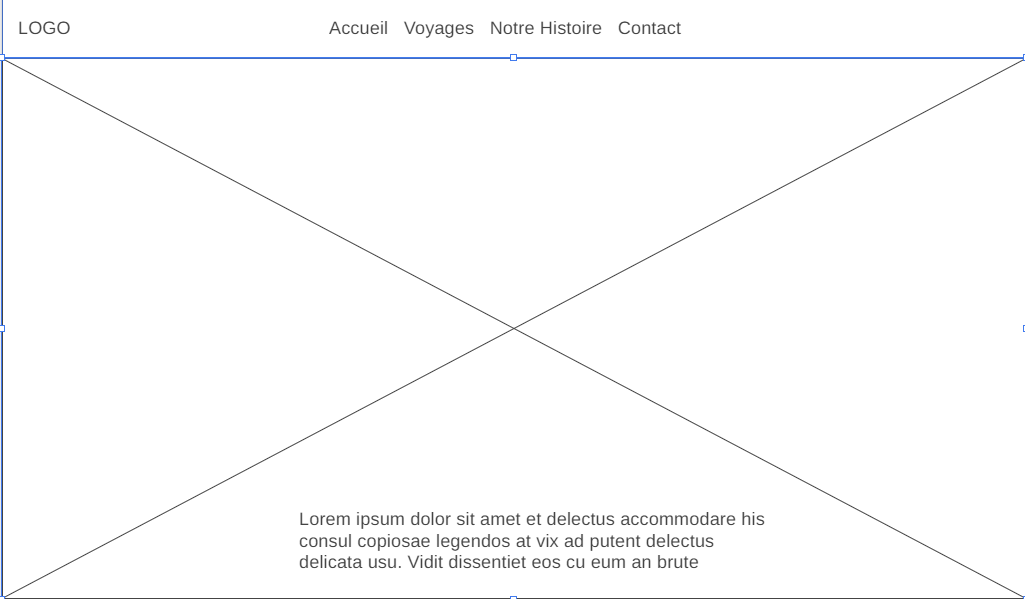 LOGO Accueil Voyages Notre Histoire Contact
Lorem ipsum dolor sit amet et delectus accommodare his
consul copiosae legendos at vix ad putent delectus
delicata usu. Vidit dissentiet eos cu eum an brute